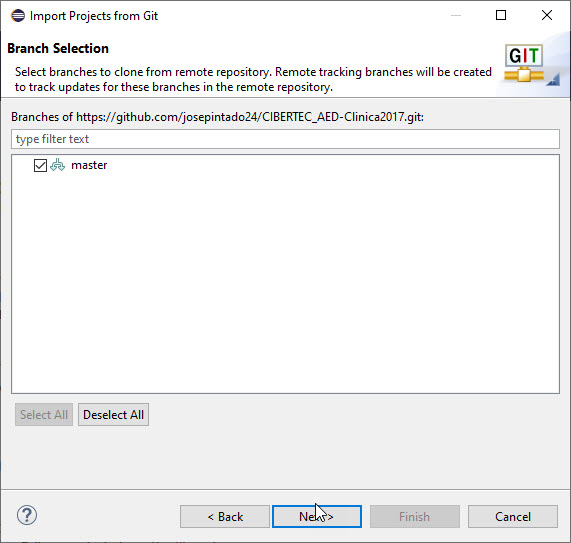 Import Projects from Git
Branch Selection
Select branches to clone from remote repository. Remote tracking branches will be created
to track updates for these branches in the remote repository.
GIT
Branches of https://github.com/josepintado24/CIBERTEC_AED-Clinica2017.git:
type filter text
master
Select All
Deselect All
?
< Back
Next >
Finish
Cancel